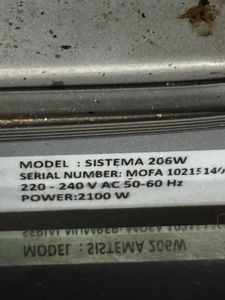 MODEL : SISTEMA 206W
SERIAL NUMBER: MOFA
220 - 240 V AC 50-60 Hz
POWER:2100 W